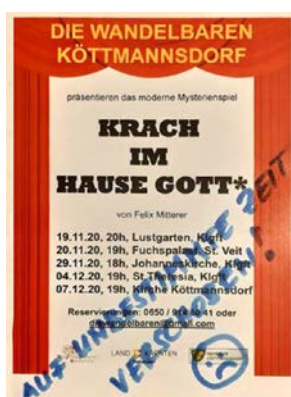 DIE WANDELBAREN
KÖTTMANNSDORF
präsentieren das moderne Mysterienspiel
KRACH
IM
HAUSE GOTT*
von Felix Mitterer
19.11.20, 20h, Lustgarten, Klgft
20.11.20, 19h, Fuchspalast, St. Veit
29.11.20, 18h, Johanneskirche, Klgft
04.12.20, 19h, St.Theresia, Klgft
07.12.20, 19h, Kirche Köttmannsdorf
Reservierungen: 0650 / 914 41 oder
diewandelbaren@gmail.com
LAND KÄRNTEN
AUF UNBESTIMMTE ZEIT
VERSCHOBEN!